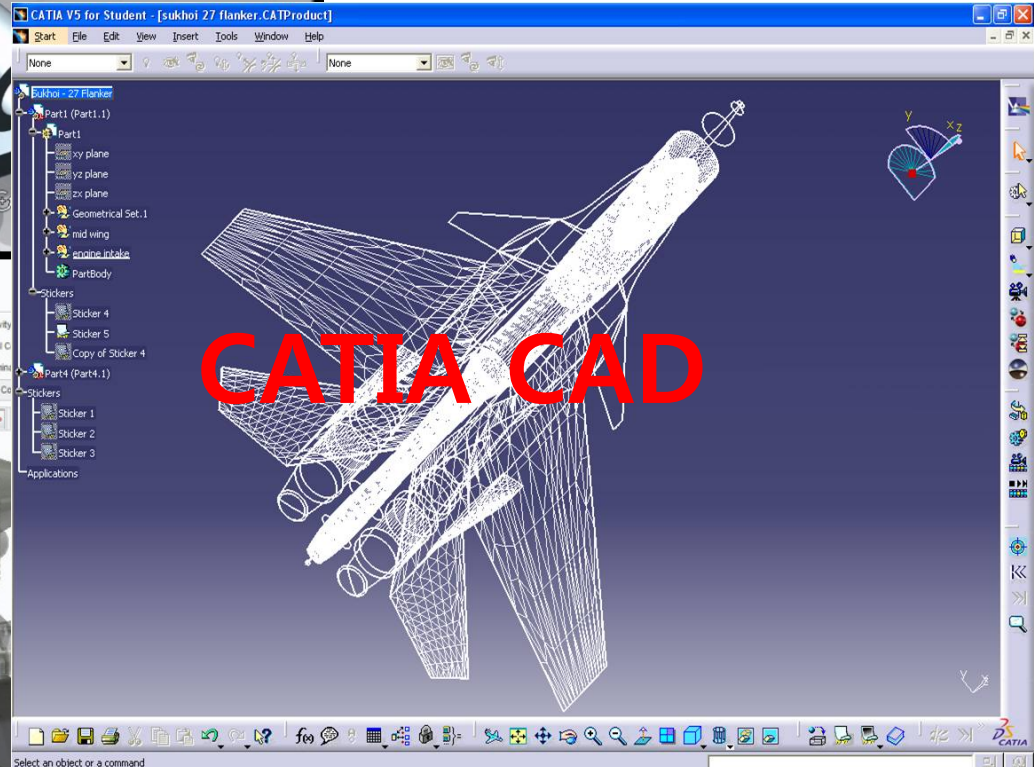 CATIA V5 for Student - [sukhoi 27 flanker.CATProduct]
Start File Edit View Insert Tools Window Help
None None
Sukhoi - 27 Flanker
Part1 (Part1.1)
Part1
xy plane
yz plane
zx plane
Geometrical Set.1
mid wing
engine intake
PartBody
Stickers
Sticker 4
Sticker 5
Copy of Sticker 4
Part4 (Part4.1)
Stickers
Sticker 1
Sticker 2
Sticker 3
Applications
y x z
CATIA CAD
f(x)
CATIA
Select an object or a command